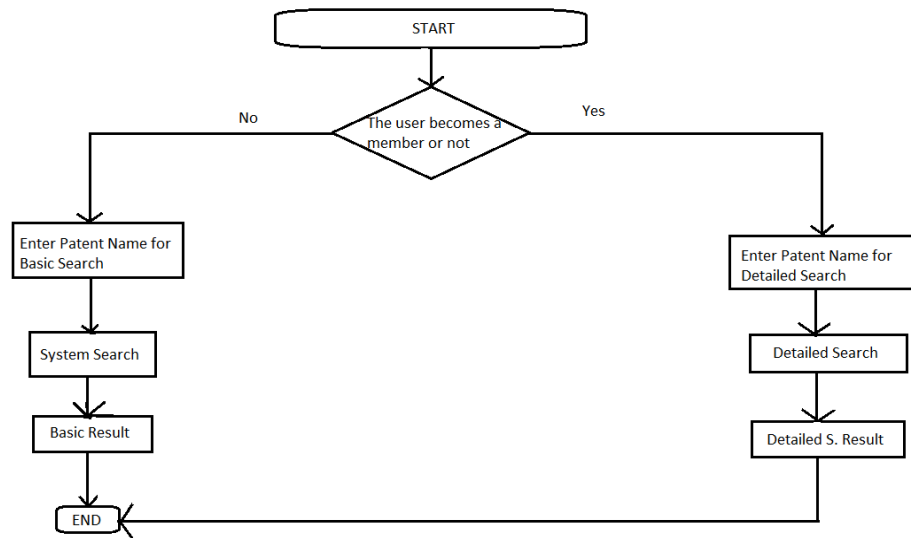 START
No
Yes
The user becomes a
member or not
Enter Patent Name for
Basic Search
Enter Patent Name for
Detailed Search
System Search
Detailed Search
Basic Result
Detailed S. Result
END